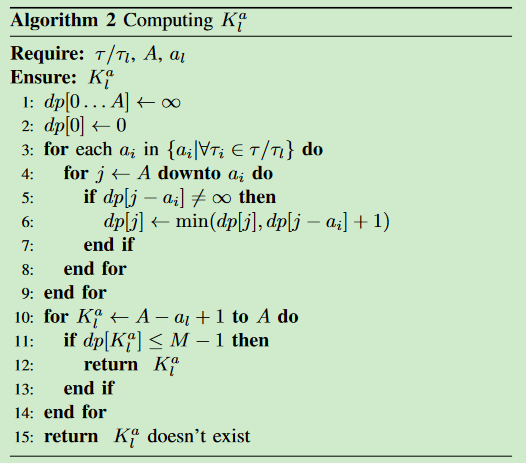 Algorithm 2 Computing $K_l^a$
Require: $\tau/\tau_l$, $A$, $a_l$
Ensure: $K_l^a$
1: $dp[0 \ldots A] \leftarrow \infty$
2: $dp[0] \leftarrow 0$
3: for each $a_i$ in $\{a_i | \forall \tau_i \in \tau/\tau_l\}$ do
4: for $j \leftarrow A$ downto $a_i$ do
5: if $dp[j - a_i] \neq \infty$ then
6: $dp[j] \leftarrow \min(dp[j], dp[j - a_i] + 1)$
7: end if
8: end for
9: end for
10: for $K_l^a \leftarrow A - a_l + 1$ to $A$ do
11: if $dp[K_l^a] \leq M - 1$ then
12: return $K_l^a$
13: end if
14: end for
15: return $K_l^a$ doesn't exist